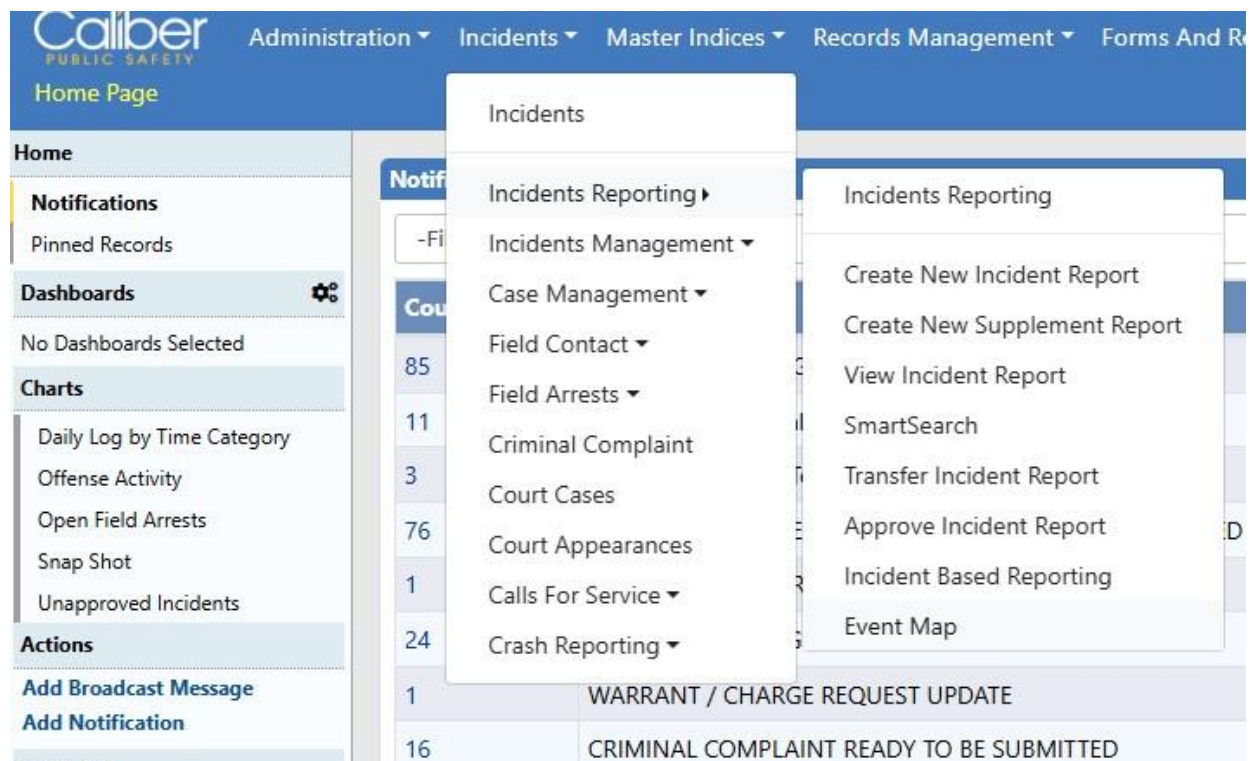 Caliber
PUBLIC SAFETY
Administration
Incidents
Master Indices
Records Management
Forms And
Home Page
Home
Notifications
Pinned Records
Dashboards
No Dashboards Selected
Charts
Daily Log by Time Category
Offense Activity
Open Field Arrests
Snap Shot
Unapproved Incidents
Actions
Add Broadcast Message
Add Notification
Incidents
Incidents Reporting
Incidents Management
Case Management
Field Contact
Field Arrests
Criminal Complaint
Court Cases
Court Appearances
Calls For Service
Crash Reporting
Incidents Reporting
Create New Incident Report
Create New Supplement Report
View Incident Report
SmartSearch
Transfer Incident Report
Approve Incident Report
Incident Based Reporting
Event Map
85
11
3
76
1
24
1 WARRANT / CHARGE REQUEST UPDATE
16 CRIMINAL COMPLAINT READY TO BE SUBMITTED